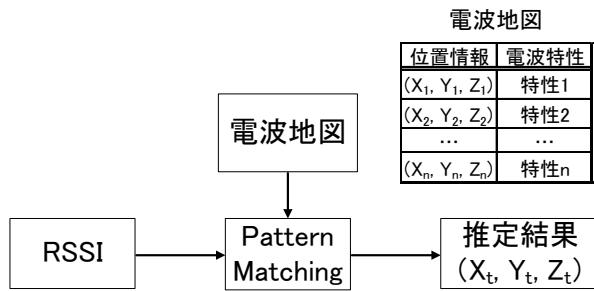 電波地図
位置情報 電波特性
(X₁, Y₁, Z₁) 特性1
(X₂, Y₂, Z₂) 特性2
… …
(Xₙ, Yₙ, Zₙ) 特性n
電波地図
RSSI
Pattern
Matching
推定結果
(Xₜ, Yₜ, Zₜ)